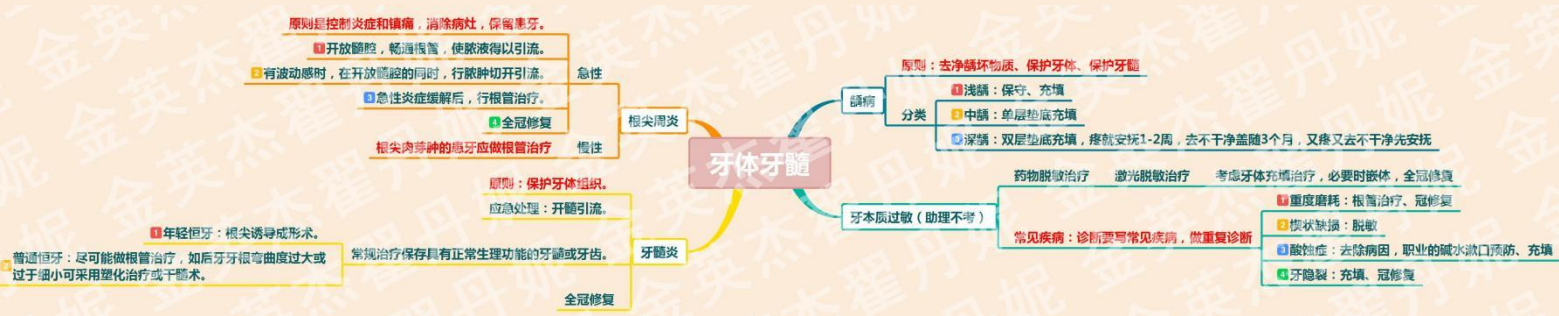 牙体牙髓
龋病
原则：去净龋坏物质、保护牙体、保护牙髓
分类
1浅龋：保守、充填
2中龋：单层垫底充填
3深龋：双层垫底充填，疼就安抚1-2周，去不干净盖髓3个月，又疼又去不干净先安抚
牙本质过敏（助理不考）
药物脱敏治疗 激光脱敏治疗 考虑牙体充填治疗，必要时嵌体，全冠修复
常见疾病：诊断要写常见疾病，做重复诊断
1重度磨耗：根管治疗、冠修复
2楔状缺损：脱敏
3酸蚀症：去除病因，职业的碱水漱口预防、充填
4牙隐裂：充填、冠修复
根尖周炎
急性
原则是控制炎症和镇痛，消除病灶，保留患牙。
1开放髓腔，畅通根管，使脓液得以引流。
2有波动感时，在开放髓腔的同时，行脓肿切开引流。
3急性炎症缓解后，行根管治疗。
4全冠修复
慢性
根尖肉芽肿的患牙应做根管治疗
牙髓炎
原则：保护牙体组织。
应急处理：开髓引流。
常规治疗保存具有正常生理功能的牙髓或牙齿。
1年轻恒牙：根尖诱导成形术。
2普通恒牙：尽可能做根管治疗，如后牙牙根弯曲度过大或
过于细小可采用塑化治疗或干髓术。
全冠修复
金英杰翟丹妮